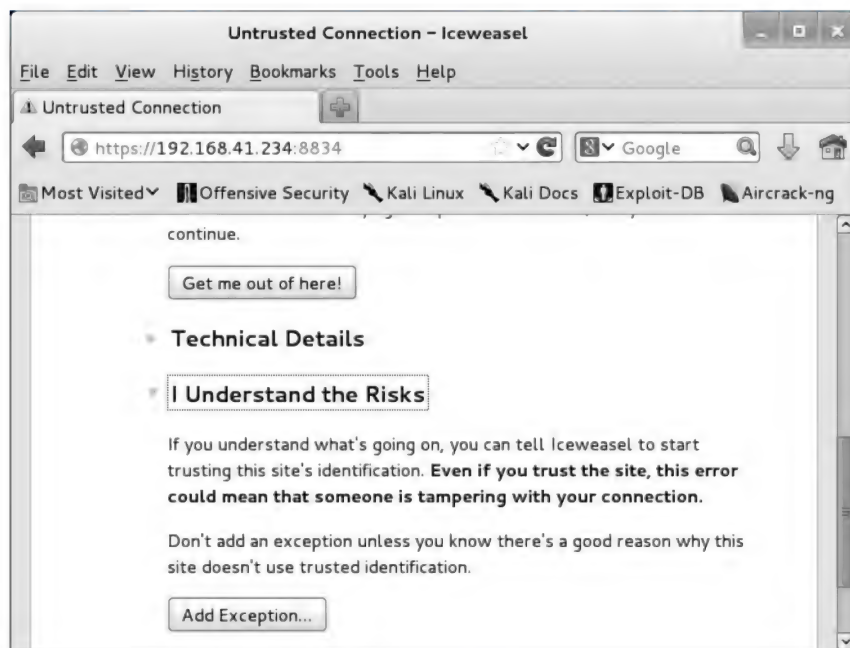 Untrusted Connection - Iceweasel
File Edit View History Bookmarks Tools Help
Untrusted Connection
https://192.168.41.234:8834
Google
Most Visited Offensive Security Kali Linux Kali Docs Exploit-DB Aircrack-ng
continue.
Get me out of here!
Technical Details
I Understand the Risks
If you understand what's going on, you can tell Iceweasel to start
trusting this site's identification. Even if you trust the site, this error
could mean that someone is tampering with your connection.
Don't add an exception unless you know there's a good reason why this
site doesn't use trusted identification.
Add Exception...